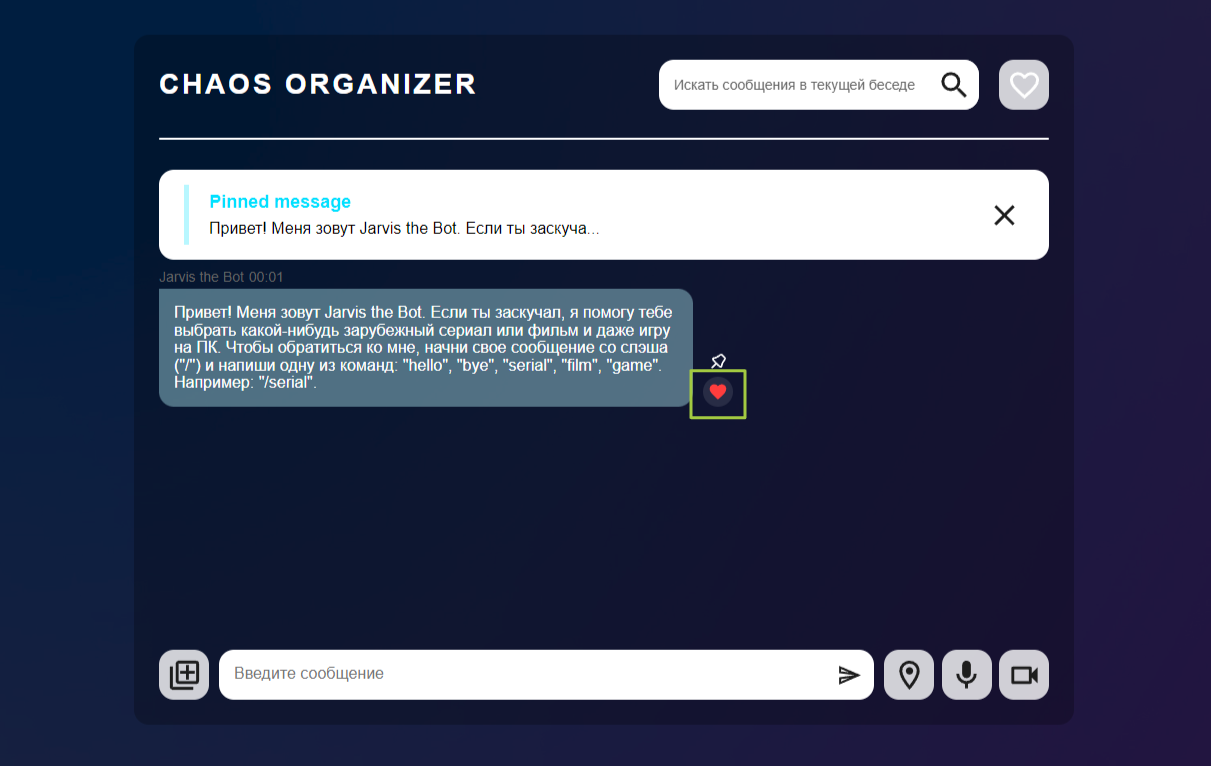 CHAOS ORGANIZER
Искать сообщения в текущей беседе
Pinned message
Привет! Меня зовут Jarvis the Bot. Если ты заскуча...
Jarvis the Bot 00:01
Привет! Меня зовут Jarvis the Bot. Если ты заскучал, я помогу тебе
выбрать какой-нибудь зарубежный сериал или фильм и даже игру
на ПК. Чтобы обратиться ко мне, начни свое сообщение со слэша
("/") и напиши одну из команд: "hello", "bye", "serial", "film", "game".
Например: "/serial".
Введите сообщение